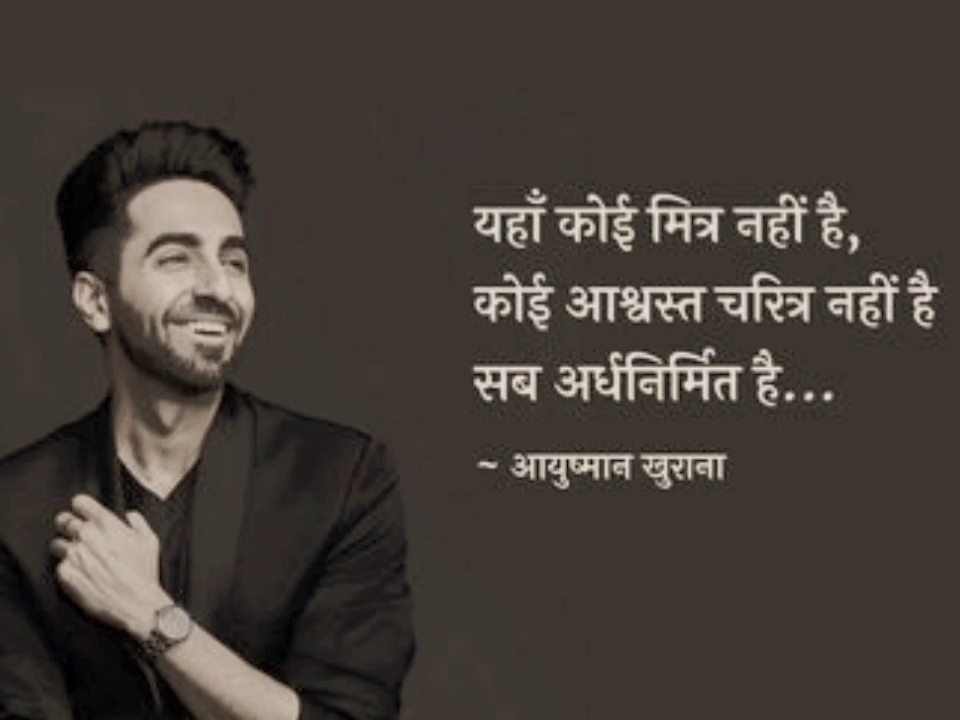 यहाँ कोई मित्र नहीं है,
कोई आश्वस्त चरित्र नहीं है
सब अर्धनिर्मित है...
~ आयुष्मान खुराना